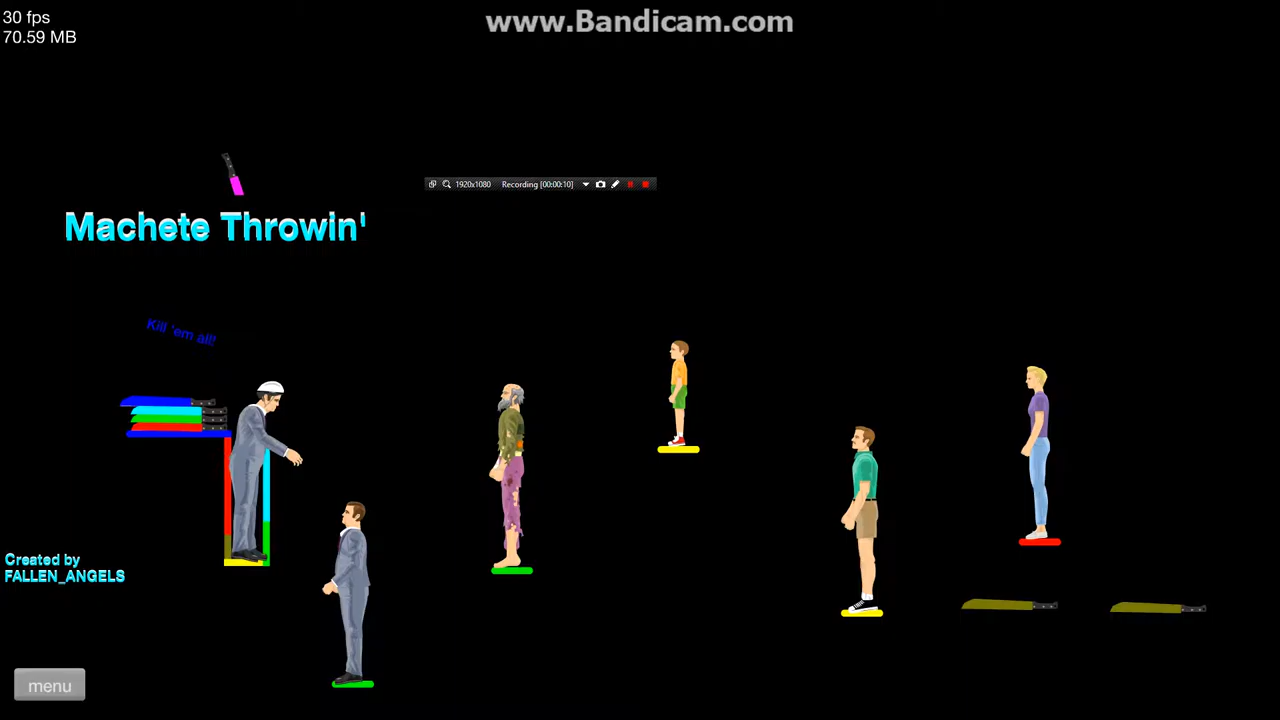 30 fps
70.59 MB
www.Bandicam.com
1920x1080 Recording [00:00:10]
Machete Throwin'
Kill 'em all!
Created by
FALLEN_ANGELS
menu